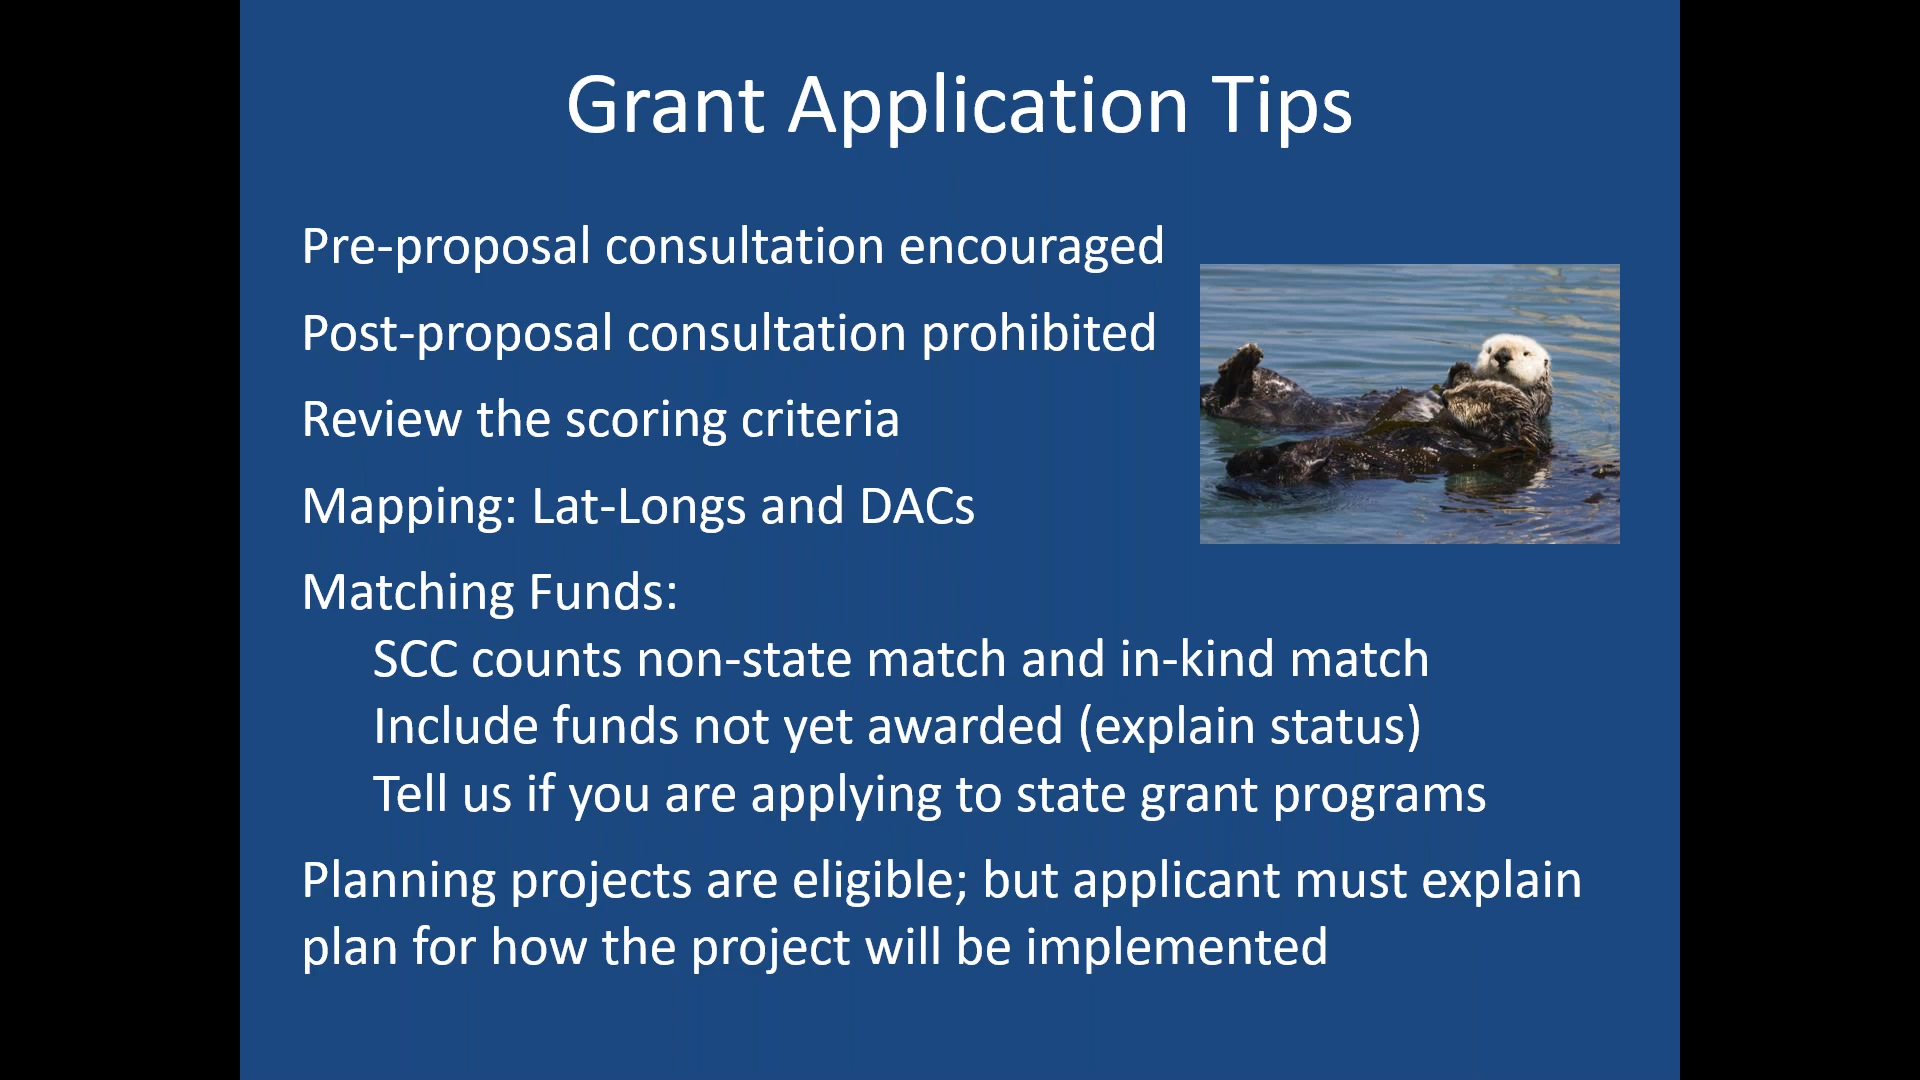 Grant Application Tips
Pre-proposal consultation encouraged
Post-proposal consultation prohibited
Review the scoring criteria
Mapping: Lat-Longs and DACs
Matching Funds:
SCC counts non-state match and in-kind match
Include funds not yet awarded (explain status)
Tell us if you are applying to state grant programs
Planning projects are eligible; but applicant must explain
plan for how the project will be implemented